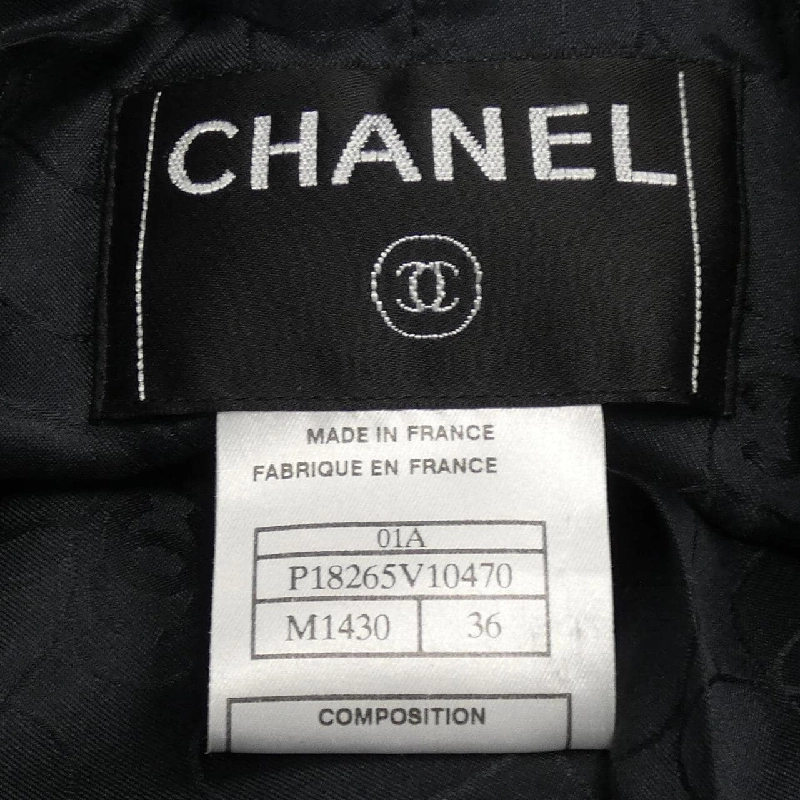 CHANEL
MADE IN FRANCE
FABRIQUE EN FRANCE
01A
P18265V10470
M1430 36
COMPOSITION